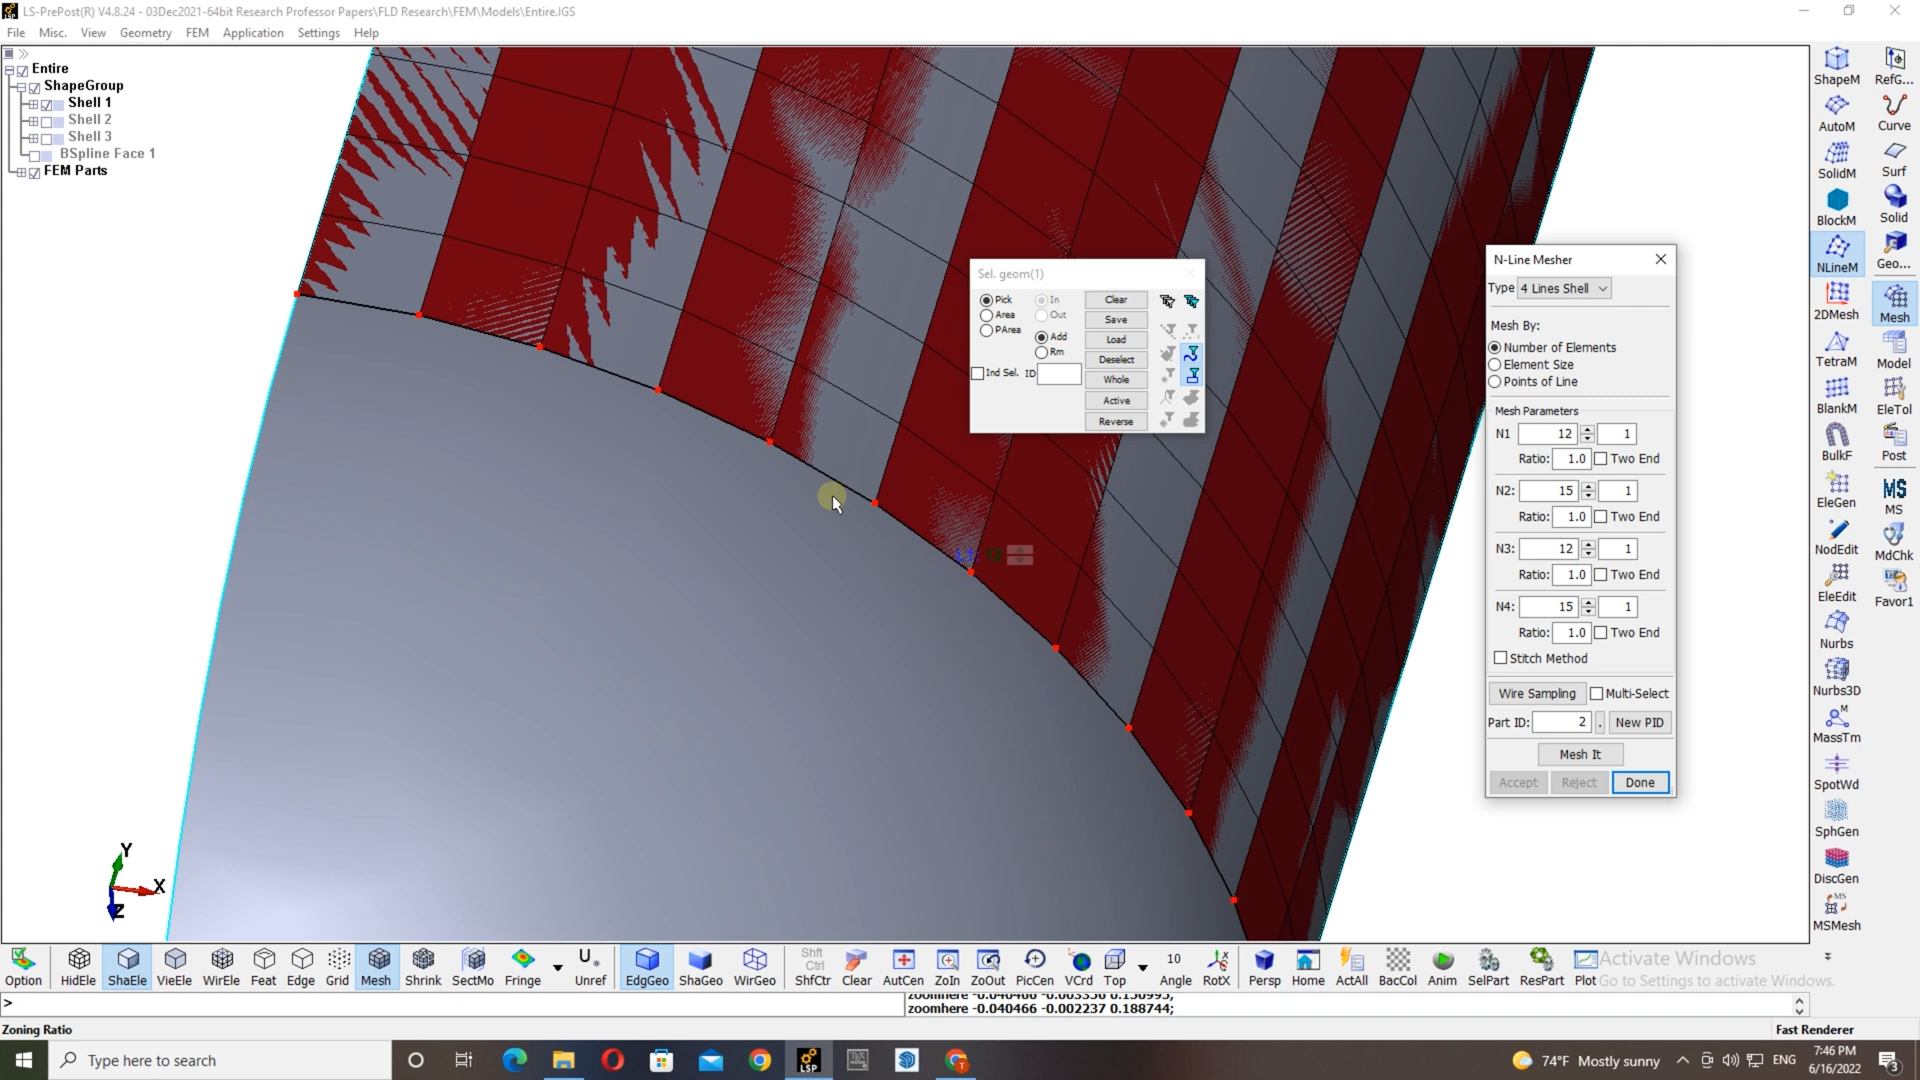 LS-PrePost(R) V4.8.24 - 03Dec2021-64bit Research Professor Papers\FLD Research\FEM\Models\Entire.IGS
File Misc. View Geometry FEM Application Settings Help
Entire
ShapeGroup
Shell 1
Shell 2
Shell 3
BSpline Face 1
FEM Parts
Sel. geom(1)
Pick In Clear
Area Out Save
PArea Add Load
Rm Deselect
Ind Sel. ID Whole
Active
Reverse
N-Line Mesher
Type 4 Lines Shell
Mesh By:
Number of Elements
Element Size
Points of Line
Mesh Parameters
N1 12 1
Ratio: 1.0 Two End
N2: 15 1
Ratio: 1.0 Two End
N3: 12 1
Ratio: 1.0 Two End
N4: 15 1
Ratio: 1.0 Two End
Stitch Method
Wire Sampling Multi-Select
Part ID: 2 . New PID
Mesh It
Accept Reject Done
ShapeM RefG...
AutoM Curve
SolidM Surf
BlockM Solid
NLineM Geo...
2DMesh Mesh
TetraM Model
BlankM EleTol
BulkF Post
EleGen MS
MS
NodEdit MdChk
EleEdit Favor1
Nurbs
Nurbs3D
M
MassTm
SpotWd
SphGen
DiscGen
MS
MSMesh
Y
X
Z
Option HidEle ShaEle VieEle WirEle Feat Edge Grid Mesh Shrink SectMo Fringe Unref EdgGeo ShaGeo WirGeo Shft Ctrl ShfCtr Clear AutCen ZoIn ZoOut PicCen VCrd Top 10 Angle RotX Persp Home ActAll BacCol Anim SelPart ResPart Plot
Activate Windows
Go to Settings to activate Windows.
>
zoomhere -0.040466 -0.002237 0.188744;
Zoning Ratio Fast Renderer
Type here to search
74°F Mostly sunny
ENG
7:46 PM
6/16/2022
3